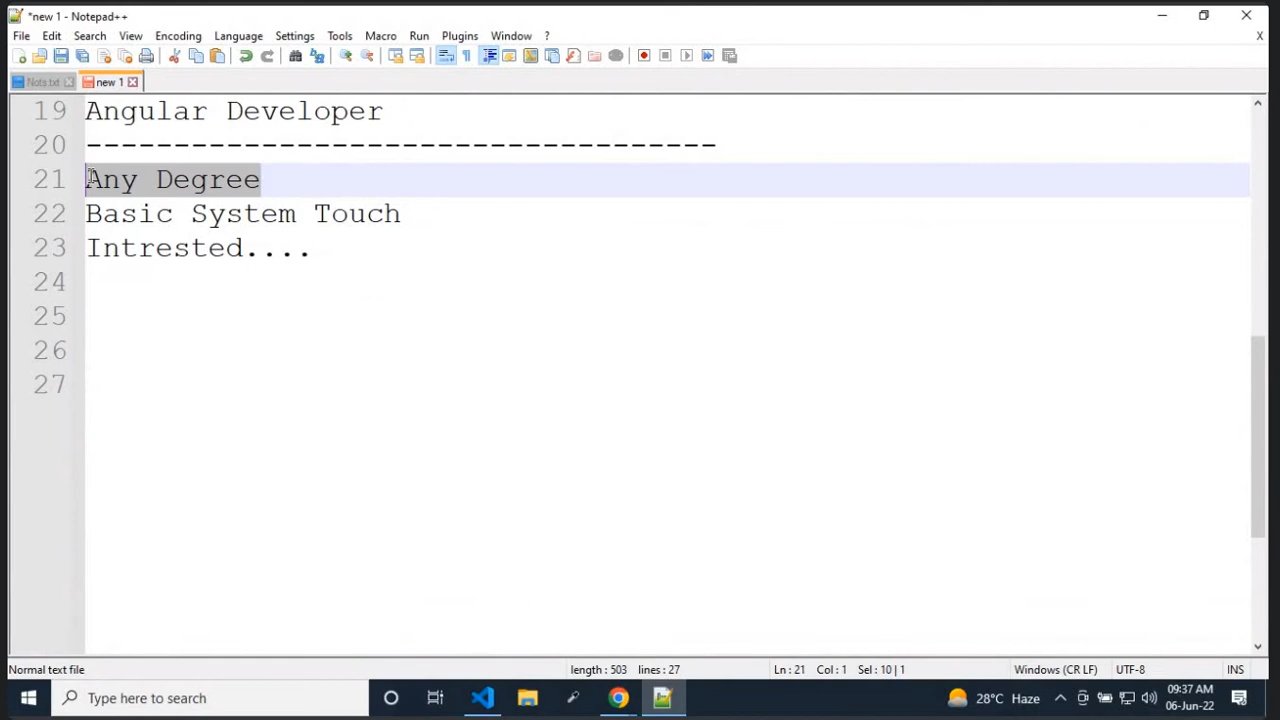 *new 1 - Notepad++
File Edit Search View Encoding Language Settings Tools Macro Run Plugins Window ? X
Nots.txt new 1
19 Angular Developer
20 ------------------------------------
21 Any Degree
22 Basic System Touch
23 Intrested....
24
25
26
27
Normal text file length : 503 lines : 27 Ln : 21 Col : 1 Sel : 10 | 1 Windows (CR LF) UTF-8 INS
Type here to search 28°C Haze 09:37 AM
06-Jun-22